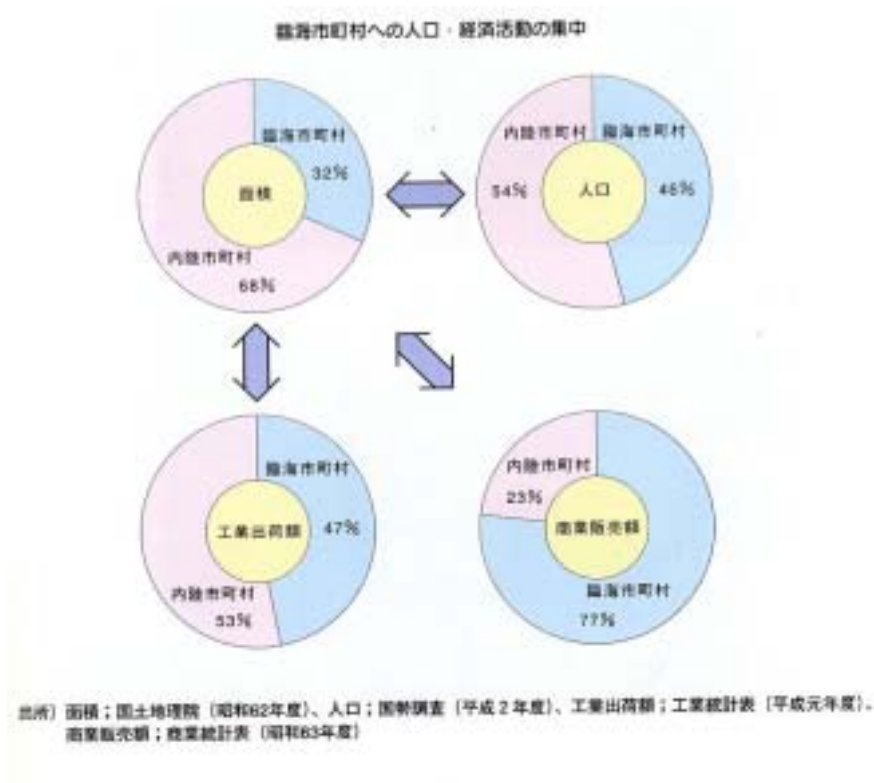 臨海市町村への人口・経済活動の集中
臨海市町村
32%
面積
内陸市町村
68%
内陸市町村
臨海市町村
54%
人口
46%
臨海市町村
工業出荷額
47%
内陸市町村
53%
内陸市町村
23%
商業販売額
臨海市町村
77%
出所）面積；国土地理院（昭和62年度）、人口；国勢調査（平成２年度）、工業出荷額；工業統計表（平成元年度）、
商業販売額；商業統計表（昭和63年度）